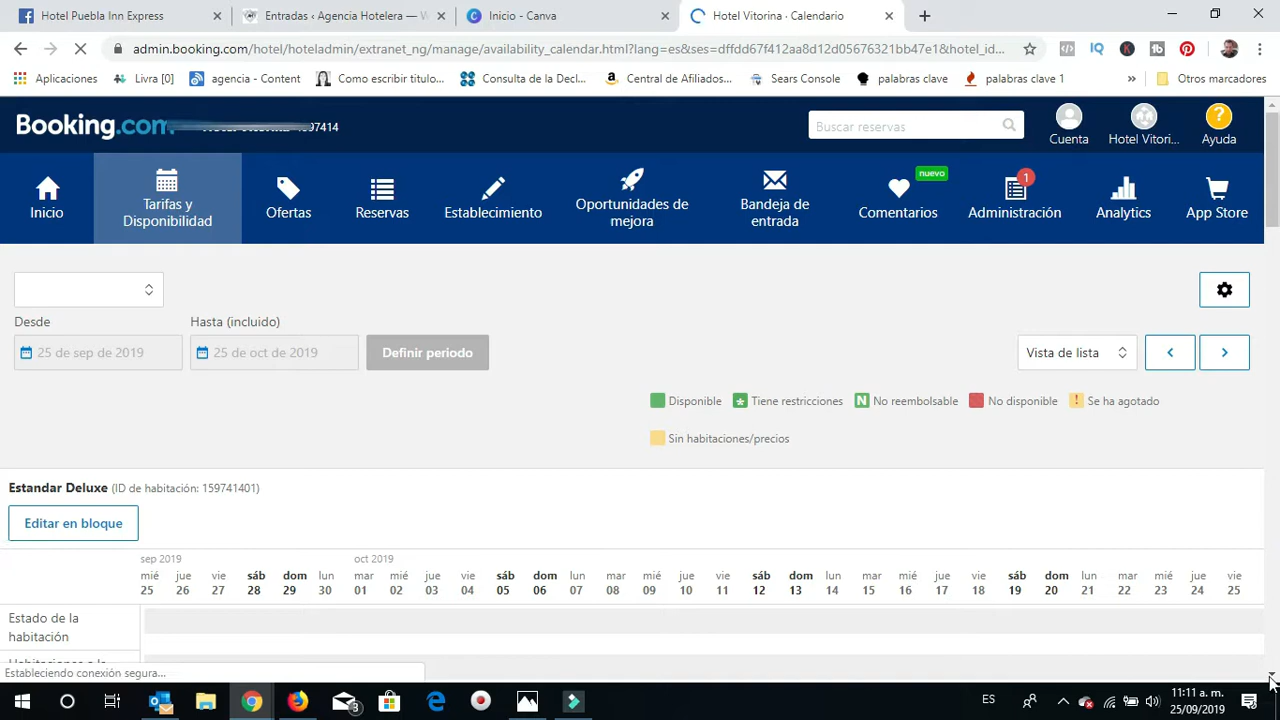 Hotel Puebla Inn Express
Entradas ‹ Agencia Hotelera — W
Inicio - Canva
Hotel Vitorina · Calendario
admin.booking.com/hotel/hoteladmin/extranet_ng/manage/availability_calendar.html?lang=es&ses=dffdd67f412aa8d12d05676321bb47e1&hotel_id...
Aplicaciones
Livra [0]
agencia - Content
Como escribir titulo...
Consulta de la Decl...
Central de Afiliados...
Sears Console
palabras clave
palabras clave 1
»
Otros marcadores
Booking.com
7414
Buscar reservas
Cuenta
Hotel Vitori...
Ayuda
Inicio
Tarifas y
Disponibilidad
Ofertas
Reservas
Establecimiento
Oportunidades de
mejora
Bandeja de
entrada
nuevo
Comentarios
1
Administración
Analytics
App Store
Desde
Hasta (incluido)
25 de sep de 2019
25 de oct de 2019
Definir periodo
Vista de lista
Disponible
Tiene restricciones
N No reembolsable
No disponible
! Se ha agotado
Sin habitaciones/precios
Estandar Deluxe (ID de habitación: 159741401)
Editar en bloque
sep 2019 oct 2019
mié jue vie sáb dom lun mar mié jue vie sáb dom lun mar mié jue vie sáb dom lun mar mié jue vie sáb dom lun mar mié jue vie
25 26 27 28 29 30 01 02 03 04 05 06 07 08 09 10 11 12 13 14 15 16 17 18 19 20 21 22 23 24 25
Estado de la
habitación
Habitaciones a la
Estableciendo conexión segura...
3
ES
11:11 a. m.
25/09/2019